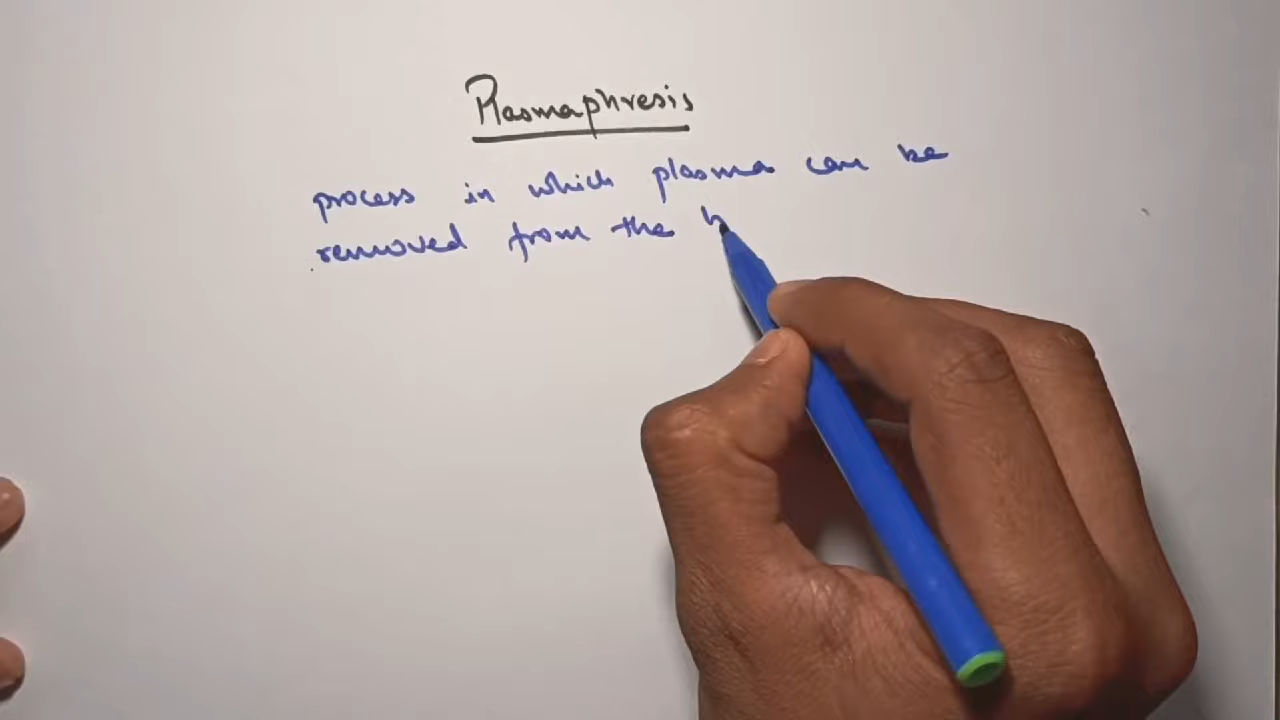 Plasmaphresis
process in which plasma can be
removed from the